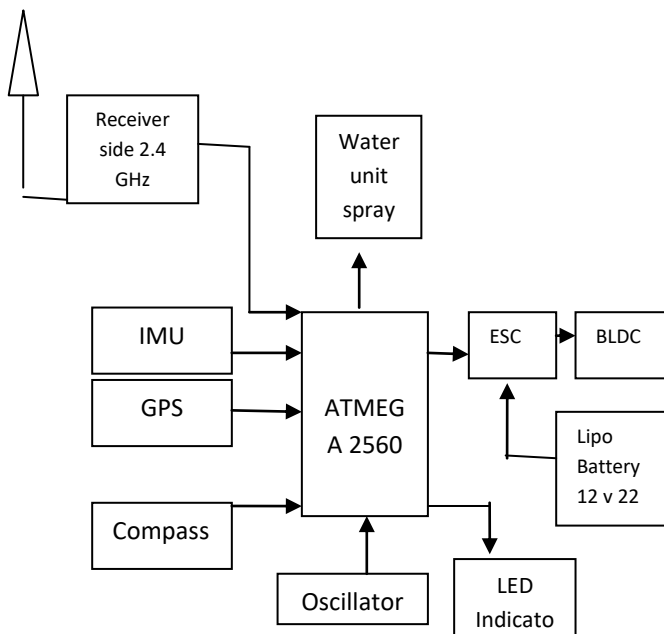 Receiver
side 2.4
GHz
Water
unit
spray
IMU
GPS
Compass
ATMEG
A 2560
ESC
BLDC
Lipo
Battery
12 v 22
Oscillator
LED
Indicato